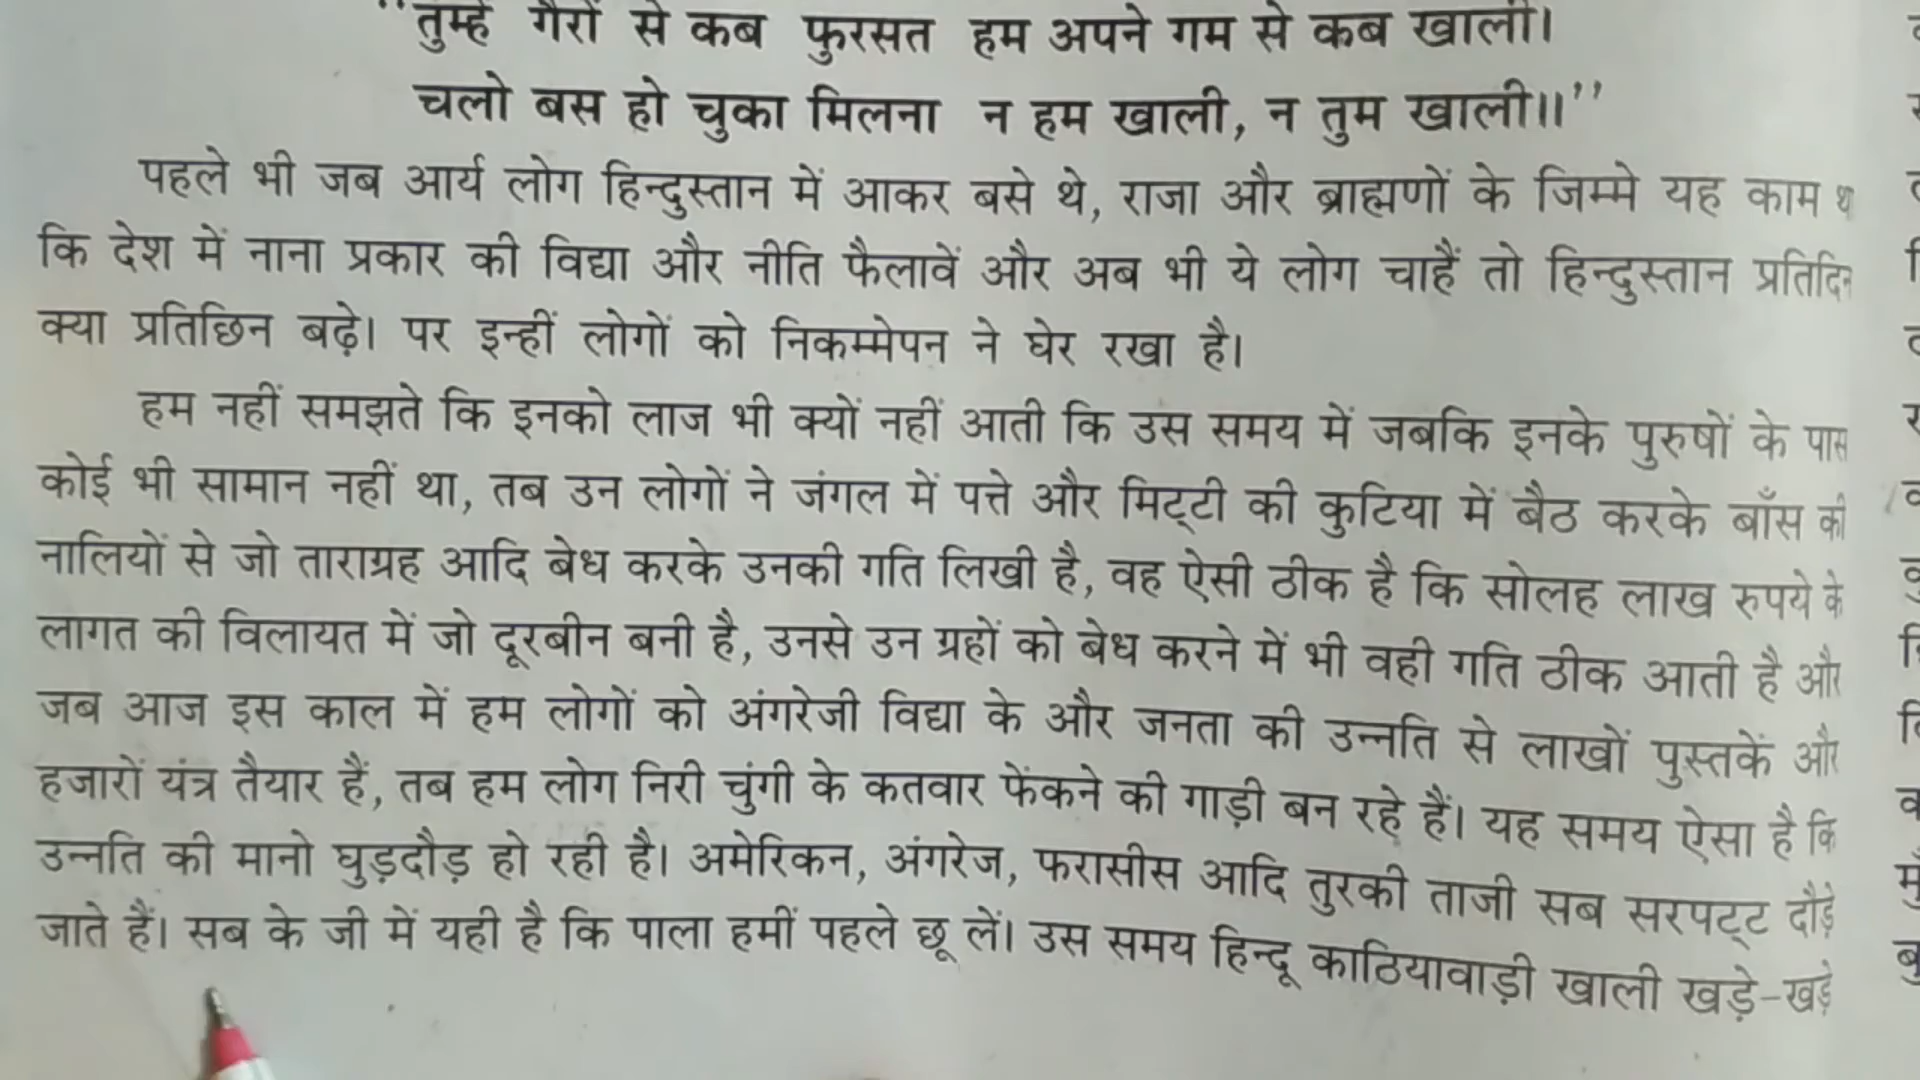 "तुम्हें गैरों से कब फुरसत हम अपने गम से कब खाली।
चलो बस हो चुका मिलना न हम खाली, न तुम खाली॥"
पहले भी जब आर्य लोग हिन्दुस्तान में आकर बसे थे, राजा और ब्राह्मणों के जिम्मे यह काम था
कि देश में नाना प्रकार की विद्या और नीति फैलावें और अब भी ये लोग चाहैं तो हिन्दुस्तान प्रतिदिन
क्या प्रतिछिन बढ़े। पर इन्हीं लोगों को निकम्मेपन ने घेर रखा है।
हम नहीं समझते कि इनको लाज भी क्यों नहीं आती कि उस समय में जबकि इनके पुरुषों के पास
कोई भी सामान नहीं था, तब उन लोगों ने जंगल में पत्ते और मिट्टी की कुटिया में बैठ करके बाँस की
नालियों से जो ताराग्रह आदि बेध करके उनकी गति लिखी है, वह ऐसी ठीक है कि सोलह लाख रुपये के
लागत की विलायत में जो दूरबीन बनी है, उनसे उन ग्रहों को बेध करने में भी वही गति ठीक आती है और
जब आज इस काल में हम लोगों को अंगरेजी विद्या के और जनता की उन्नति से लाखों पुस्तकें और
हजारों यंत्र तैयार हैं, तब हम लोग निरी चुंगी के कतवार फेंकने की गाड़ी बन रहे हैं। यह समय ऐसा है कि
उन्नति की मानो घुड़दौड़ हो रही है। अमेरिकन, अंगरेज, फरासीस आदि तुरकी ताजी सब सरपट्ट दौड़े
जाते हैं। सब के जी में यही है कि पाला हमीं पहले छू लें। उस समय हिन्दू काठियावाड़ी खाली खड़े-खड़े